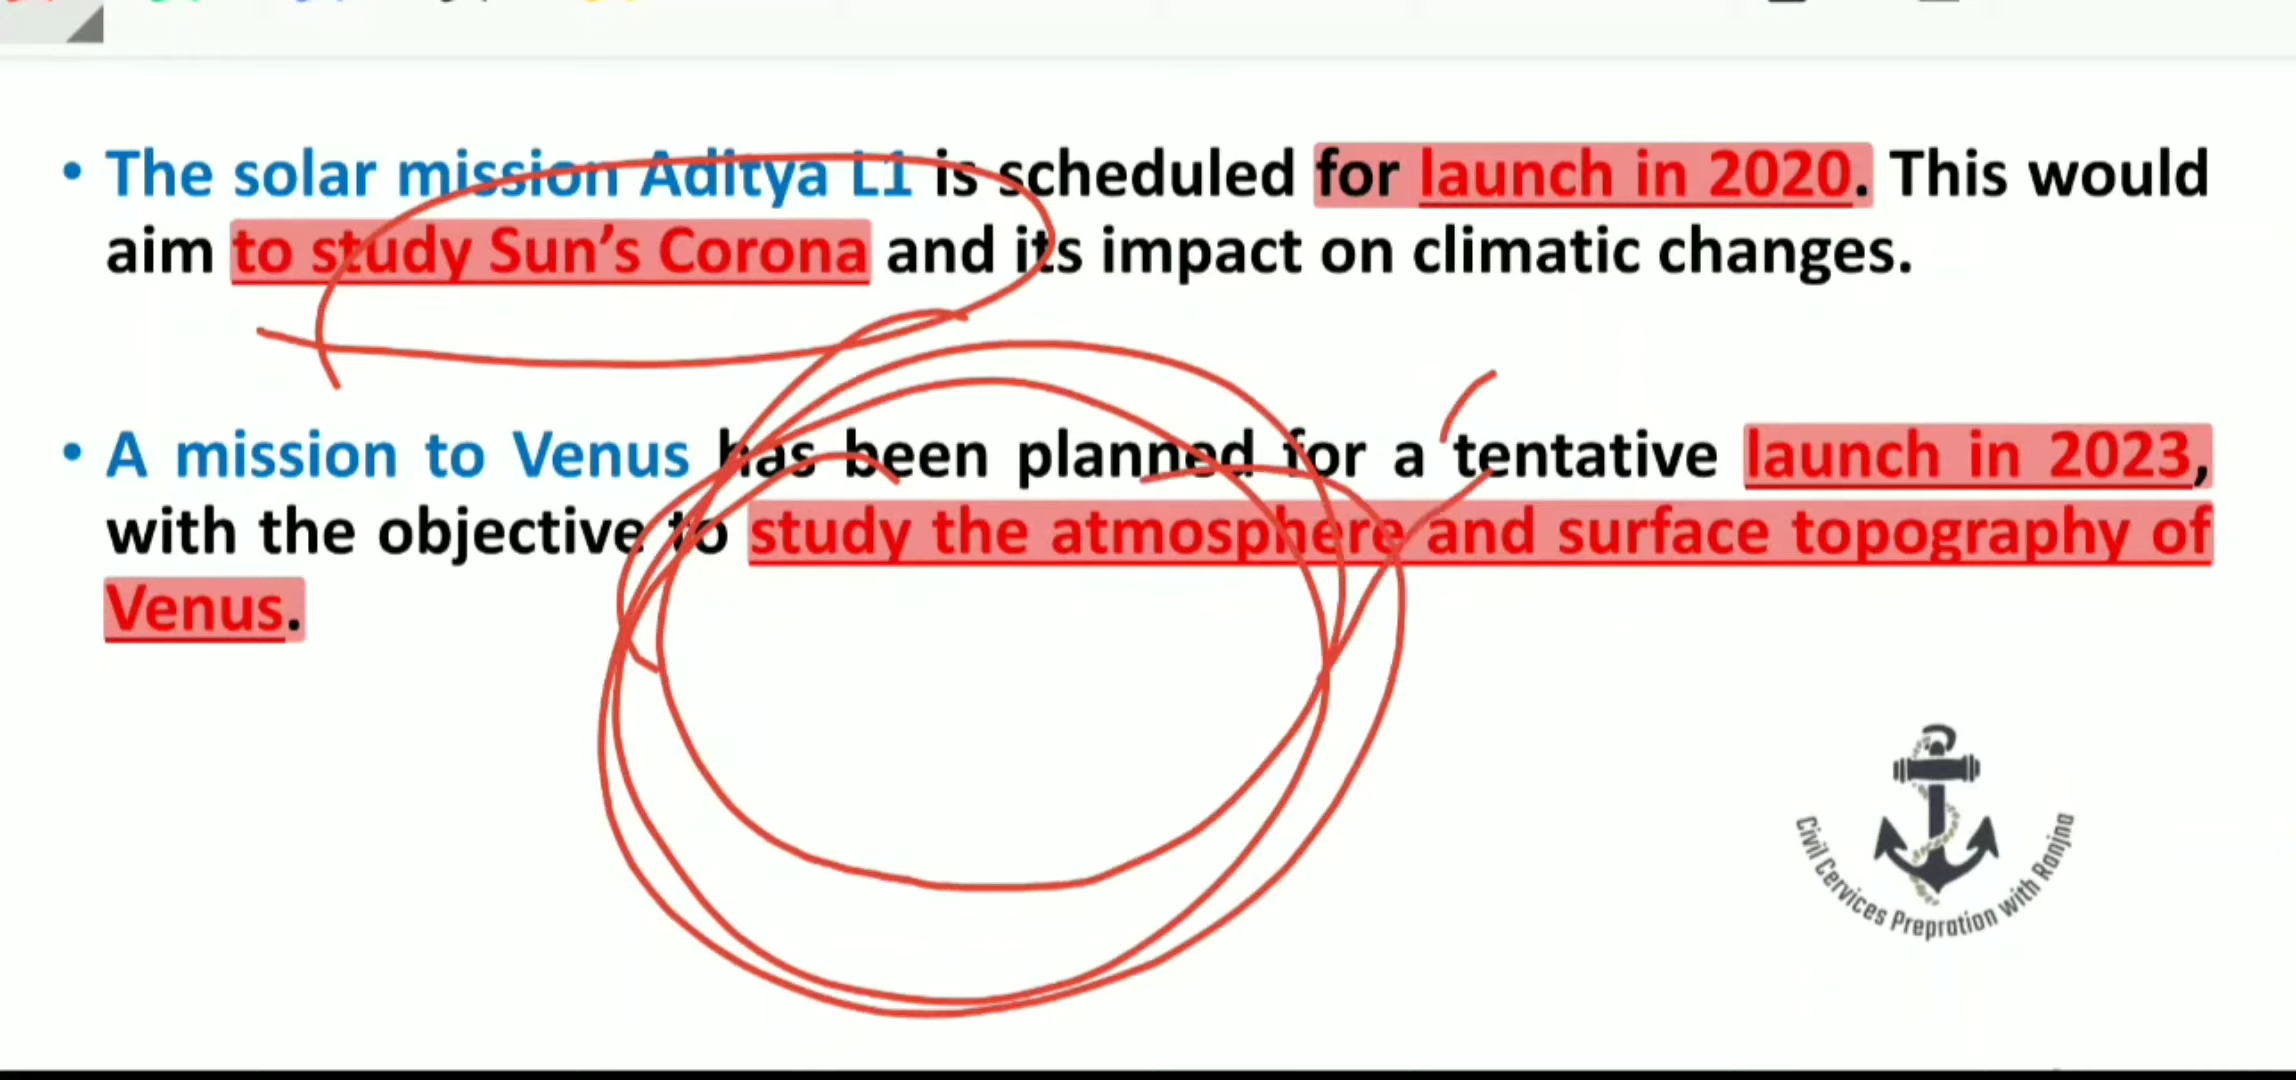 • The solar mission Aditya L1 is scheduled for launch in 2020. This would
aim to study Sun’s Corona and its impact on climatic changes.
• A mission to Venus has been planned for a tentative launch in 2023,
with the objective to study the atmosphere and surface topography of
Venus.
Civil Cervices Prepration with Ranjna